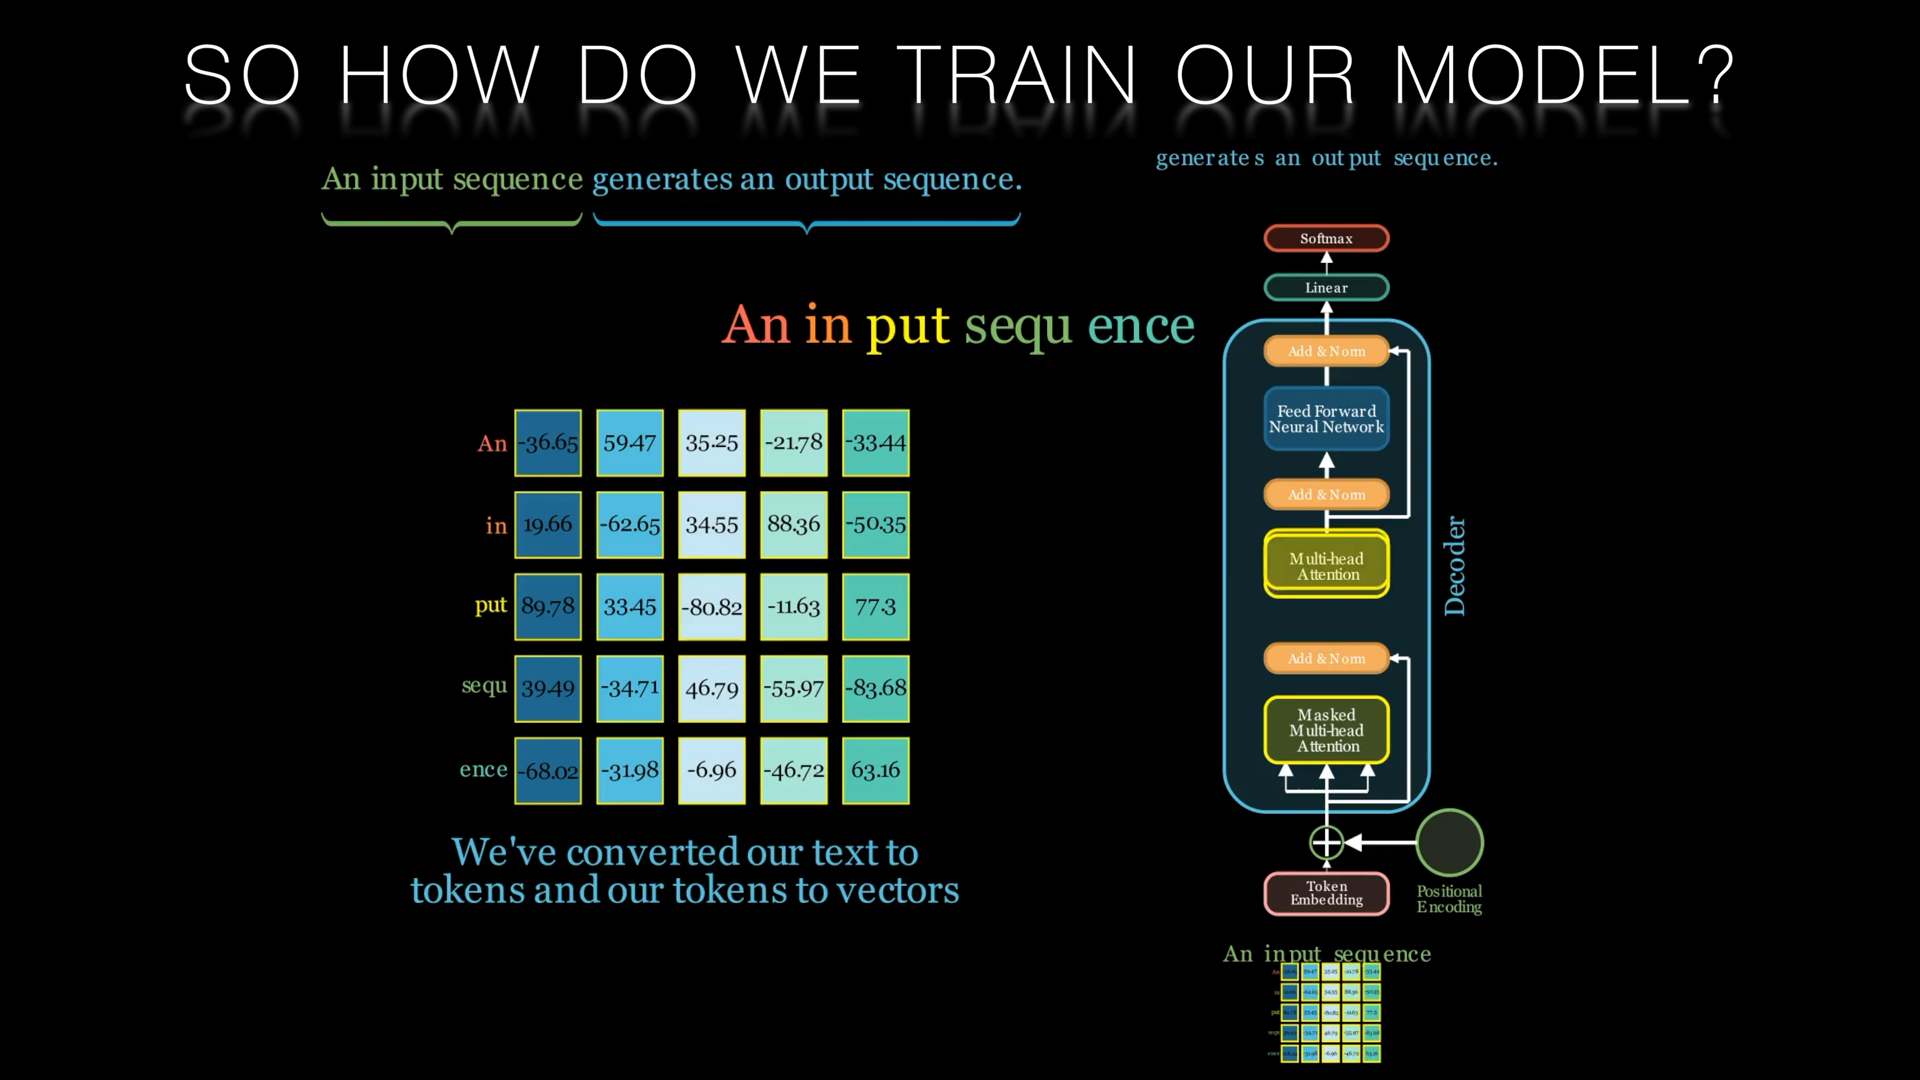 SO HOW DO WE TRAIN OUR MODEL?
An input sequence generates an output sequence.
An in put sequ ence
An -36.65 59.47 35.25 -21.78 -33.44
in 19.66 -62.65 34.55 88.36 -50.35
put 89.78 33.45 -80.82 -11.63 77.3
sequ 39.49 -34.71 46.79 -55.97 -83.68
ence -68.02 -31.98 -6.96 -46.72 63.16
We've converted our text to
tokens and our tokens to vectors
generates an output sequence.
Softmax
Linear
Add & Norm
Feed Forward
Neural Network
Add & Norm
Multi-head
Attention
Decoder
Add & Norm
Masked
Multi-head
Attention
Token
Embedding
Positional
Encoding
An input sequence